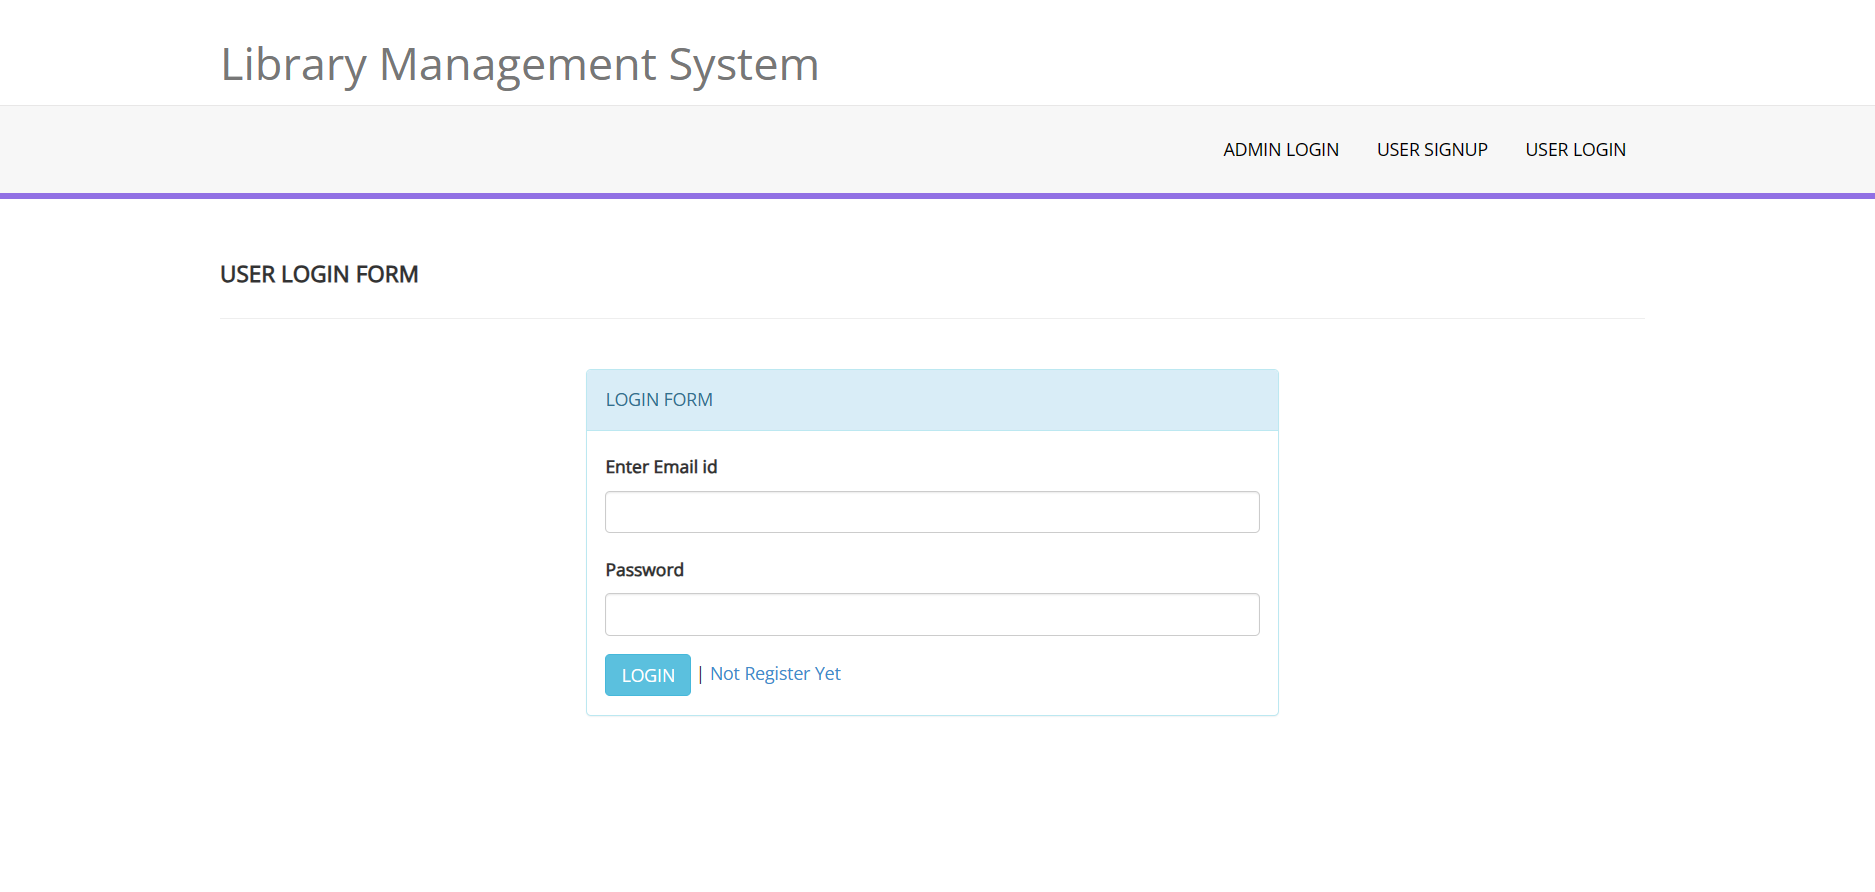 Library Management System
ADMIN LOGIN USER SIGNUP USER LOGIN
USER LOGIN FORM
LOGIN FORM
Enter Email id
Password
LOGIN | Not Register Yet